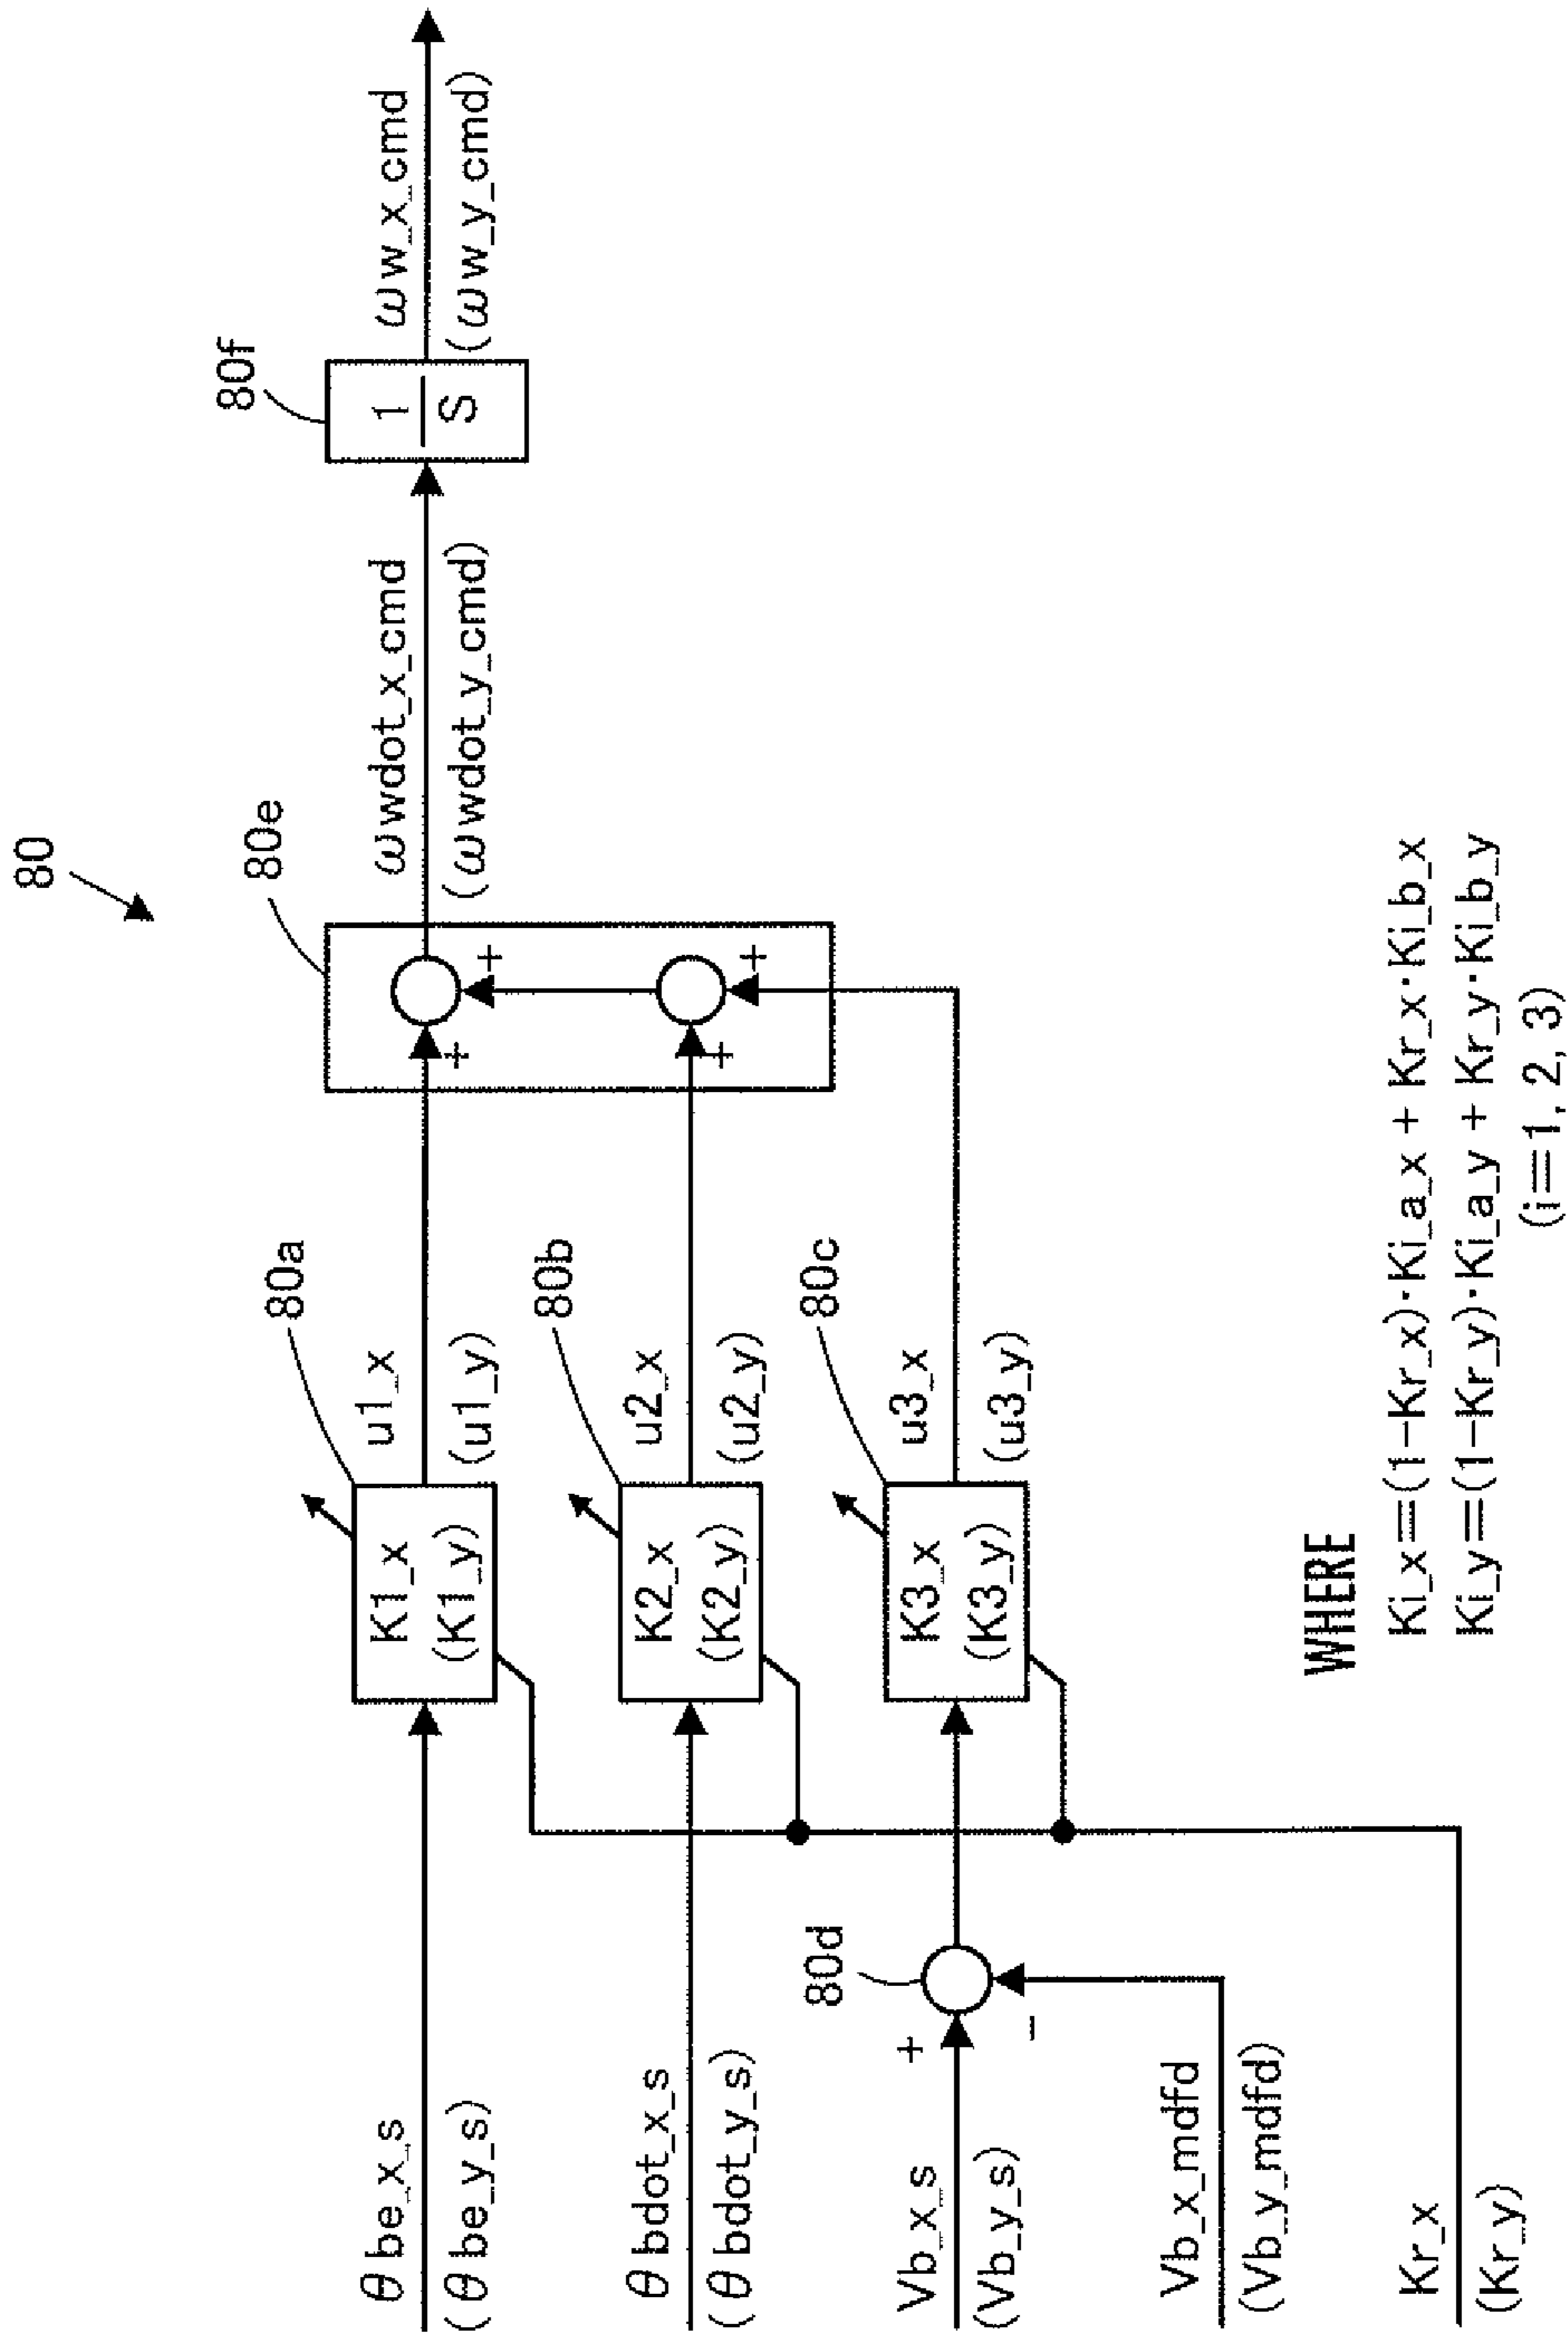 80
θbe_x_s
(θbe_y_s)
K1_x
(K1_y)
80a
u1_x
(u1_y)
80e
+
+
ωwdot_x_cmd
(ωwdot_y_cmd)
80f
1
S
ωw_x_cmd
(ωw_y_cmd)
θbdot_x_s
(θbdot_y_s)
K2_x
(K2_y)
80b
u2_x
(u2_y)
+
+
Vb_x_s
(Vb_y_s)
+
80d
-
K3_x
(K3_y)
80c
u3_x
(u3_y)
Vb_x_mdfd
(Vb_y_mdfd)
Kr_x
(Kr_y)
WHERE
Ki_x=(1-Kr_x)·Ki_a_x + Kr_x·Ki_b_x
Ki_y=(1-Kr_y)·Ki_a_y + Kr_y·Ki_b_y
(i=1, 2, 3)